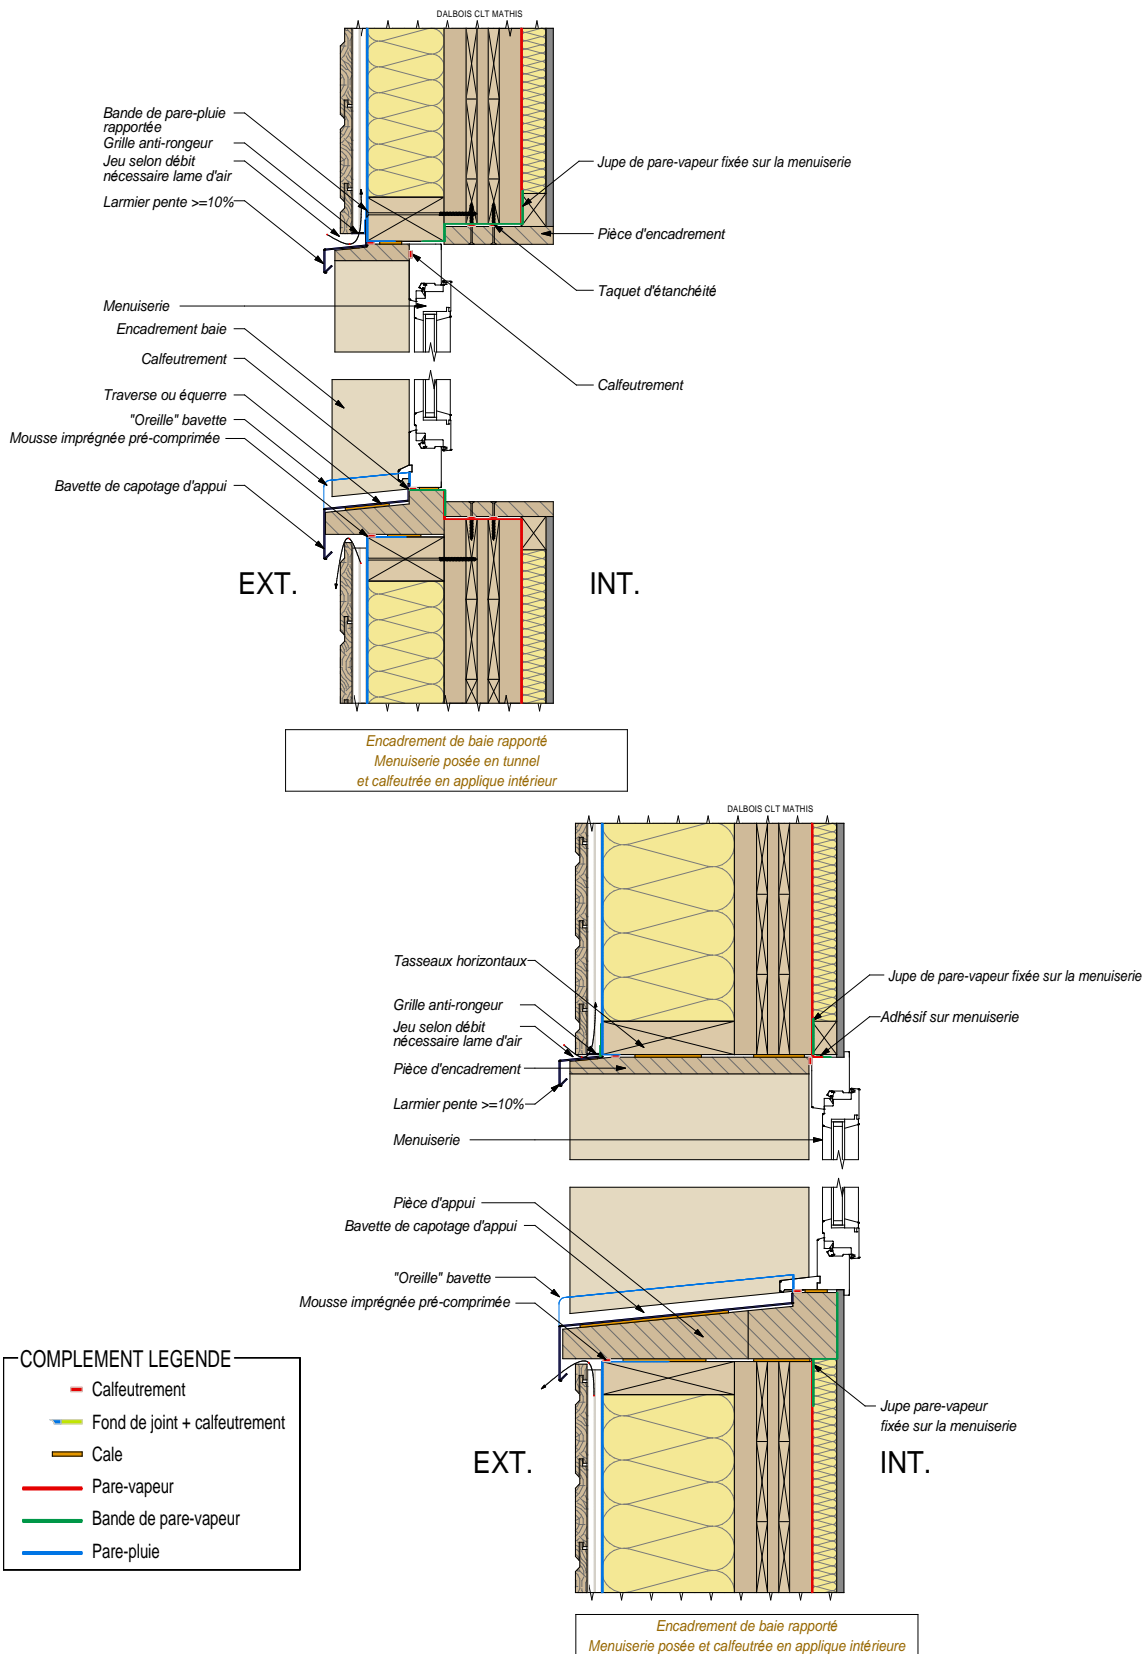 DALBOIS CLT MATHIS
Bande de pare-pluie
rapportée
Grille anti-rongeur
Jeu selon débit
nécessaire lame d'air
Larmier pente >=10%
Jupe de pare-vapeur fixée sur la menuiserie
Pièce d'encadrement
Taquet d'étanchéité
Menuiserie
Encadrement baie
Calfeutrement
Calfeutrement
Traverse ou équerre
"Oreille" bavette
Mousse imprégnée pré-comprimée
Bavette de capotage d'appui
EXT.
INT.
Encadrement de baie rapporté
Menuiserie posée en tunnel
et calfeutrée en applique intérieur
DALBOIS CLT MATHIS
Tasseaux horizontaux
Jupe de pare-vapeur fixée sur la menuiserie
Grille anti-rongeur
Adhésif sur menuiserie
Jeu selon débit
nécessaire lame d'air
Pièce d'encadrement
Larmier pente >=10%
Menuiserie
Pièce d'appui
Bavette de capotage d'appui
"Oreille" bavette
Mousse imprégnée pré-comprimée
Jupe pare-vapeur
fixée sur la menuiserie
EXT.
INT.
COMPLEMENT LEGENDE
Calfeutrement
Fond de joint + calfeutrement
Cale
Pare-vapeur
Bande de pare-vapeur
Pare-pluie
Encadrement de baie rapporté
Menuiserie posée et calfeutrée en applique intérieure